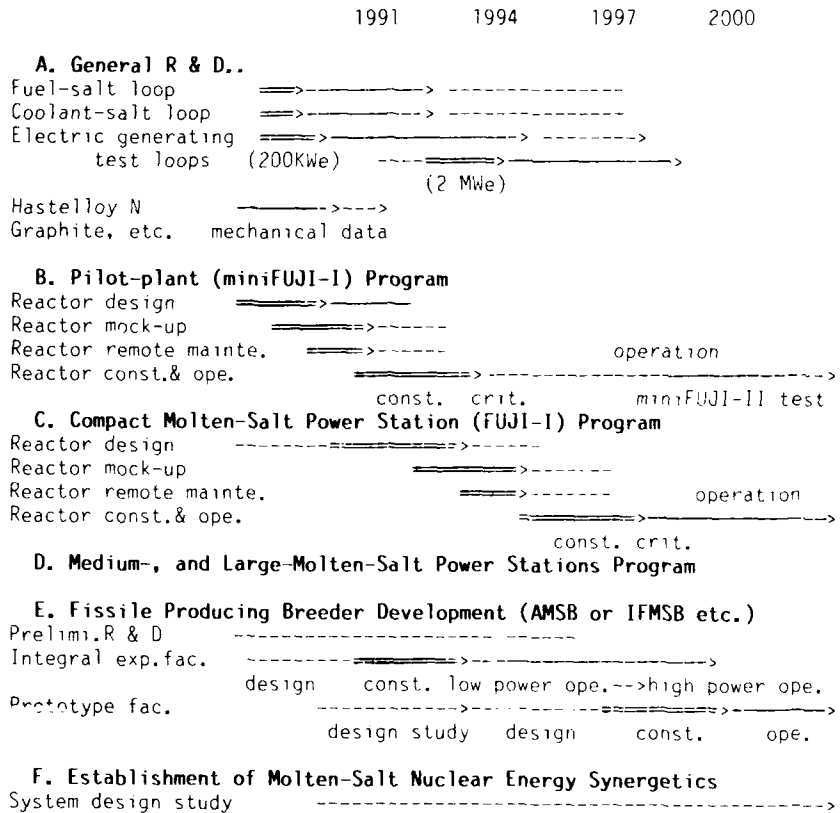 1991 1994 1997 2000
A. General R & D..
Fuel-salt loop
Coolant-salt loop
Electric generating
test loops (200KWe)
(2 MWe)
Hastelloy N
Graphite, etc. mechanical data
B. Pilot-plant (miniFUJI-I) Program
Reactor design
Reactor mock-up
Reactor remote mainte. operation
Reactor const.& ope.
const. crit. miniFUJI-II test
C. Compact Molten-Salt Power Station (FUJI-I) Program
Reactor design
Reactor mock-up
Reactor remote mainte. operation
Reactor const.& ope.
const. crit.
D. Medium-, and Large-Molten-Salt Power Stations Program
E. Fissile Producing Breeder Development (AMSB or IFMSB etc.)
Prelimi.R & D
Integral exp.fac.
design const. low power ope.-->high power ope.
Prototype fac.
design study design const. ope.
F. Establishment of Molten-Salt Nuclear Energy Synergetics
System design study